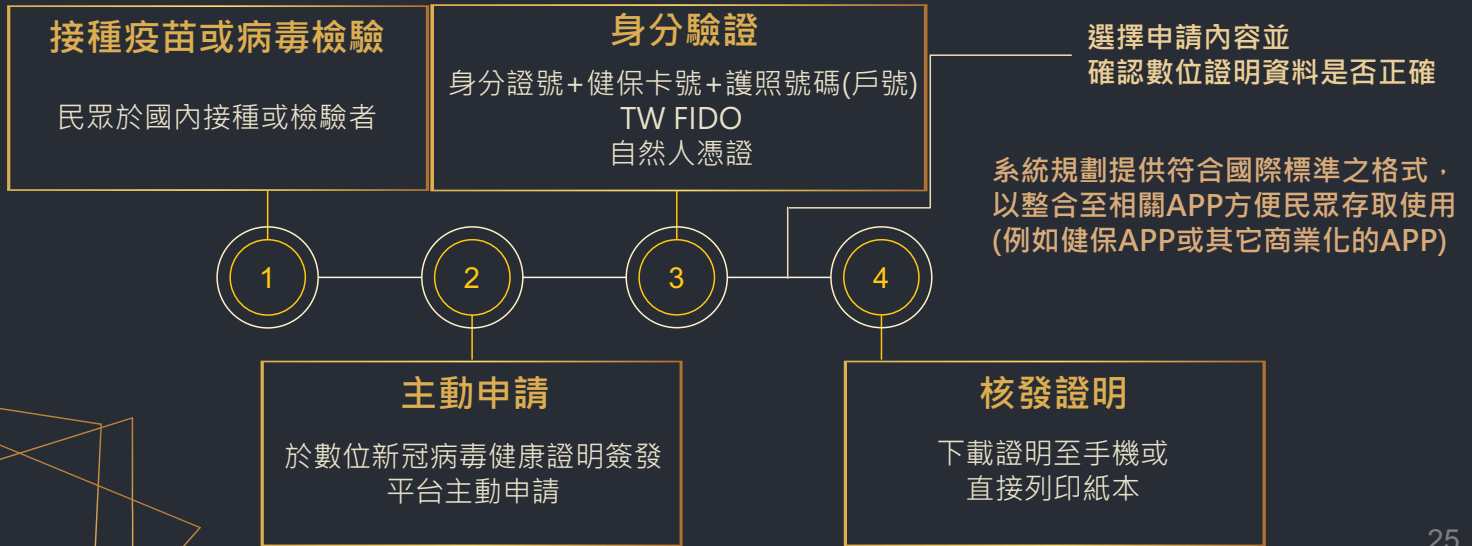 接種疫苗或病毒檢驗
民眾於國內接種或檢驗者
身分驗證
身分證號+健保卡號+護照號碼(戶號)
TW FIDO
自然人憑證
選擇申請內容並
確認數位證明資料是否正確
系統規劃提供符合國際標準之格式，
以整合至相關APP方便民眾存取使用
(例如健保APP或其它商業化的APP)
1
2
3
4
主動申請
於數位新冠病毒健康證明簽發
平台主動申請
核發證明
下載證明至手機或
直接列印紙本
25